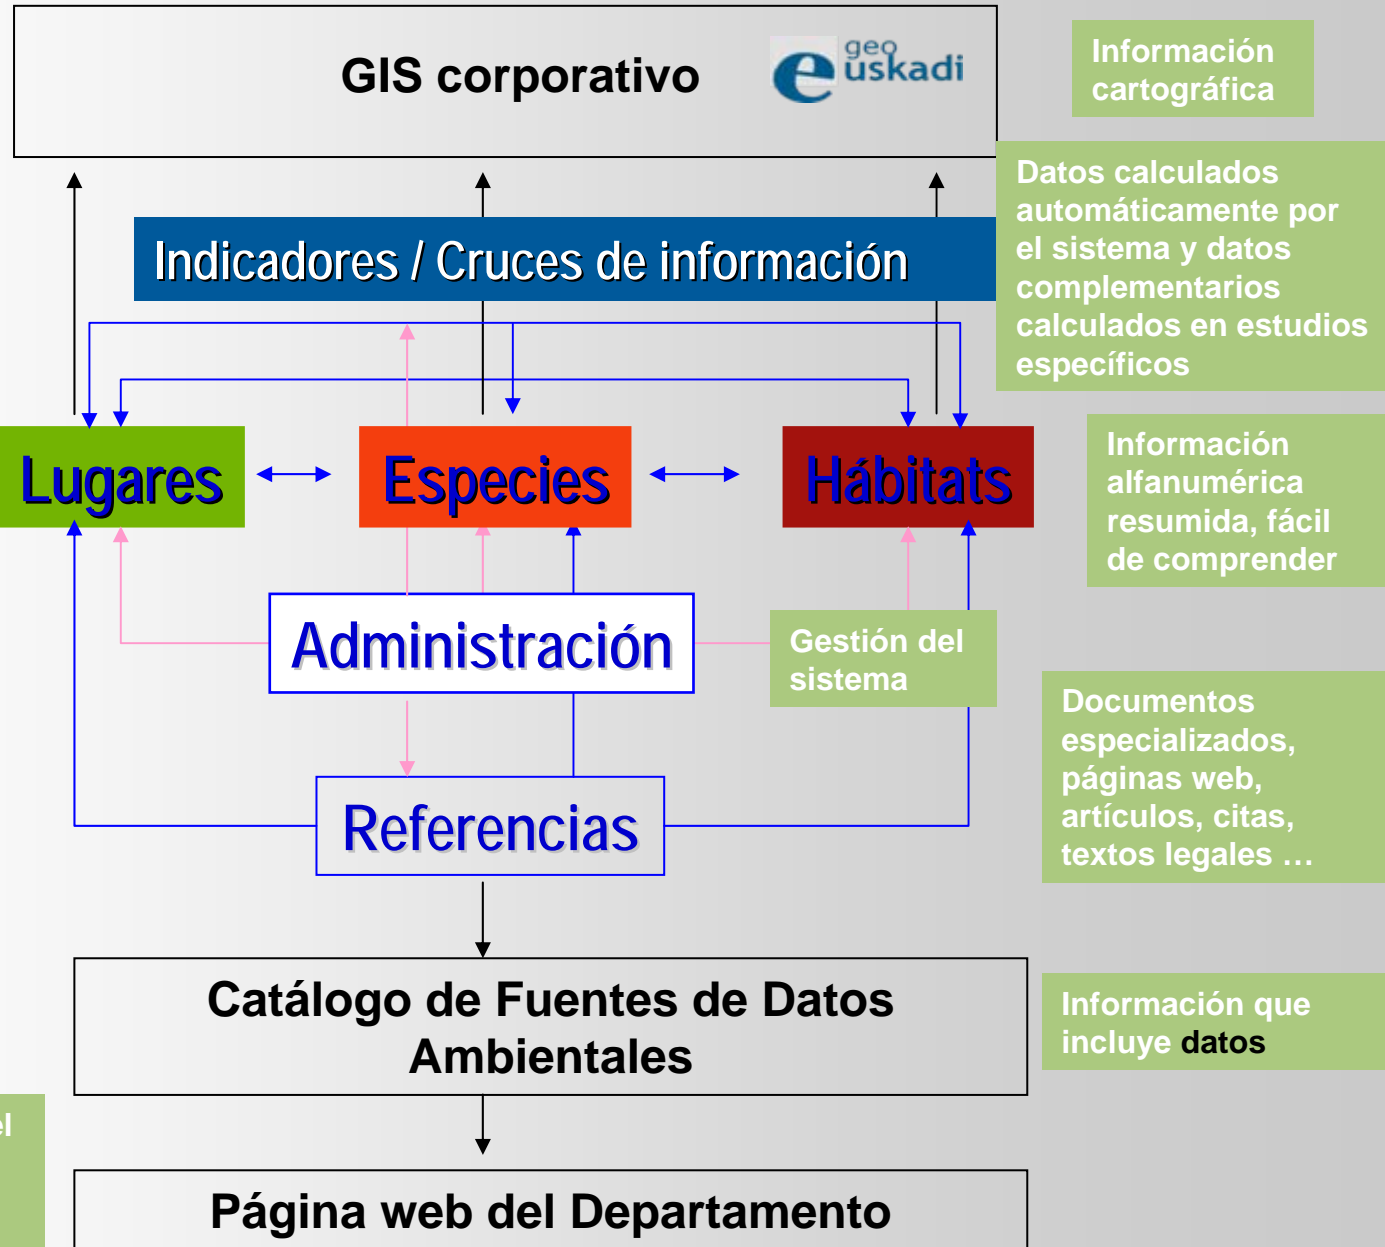 GIS corporativo
geo
euskadi
Información
cartográfica
Datos calculados
automáticamente por
el sistema y datos
complementarios
calculados en estudios
específicos
Indicadores / Cruces de información
Lugares
Especies
Hábitats
Información
alfanumérica
resumida, fácil
de comprender
Administración
Gestión del
sistema
Documentos
especializados,
páginas web,
artículos, citas,
textos legales …
Referencias
Catálogo de Fuentes de Datos
Ambientales
Información que
incluye datos
Página web del Departamento